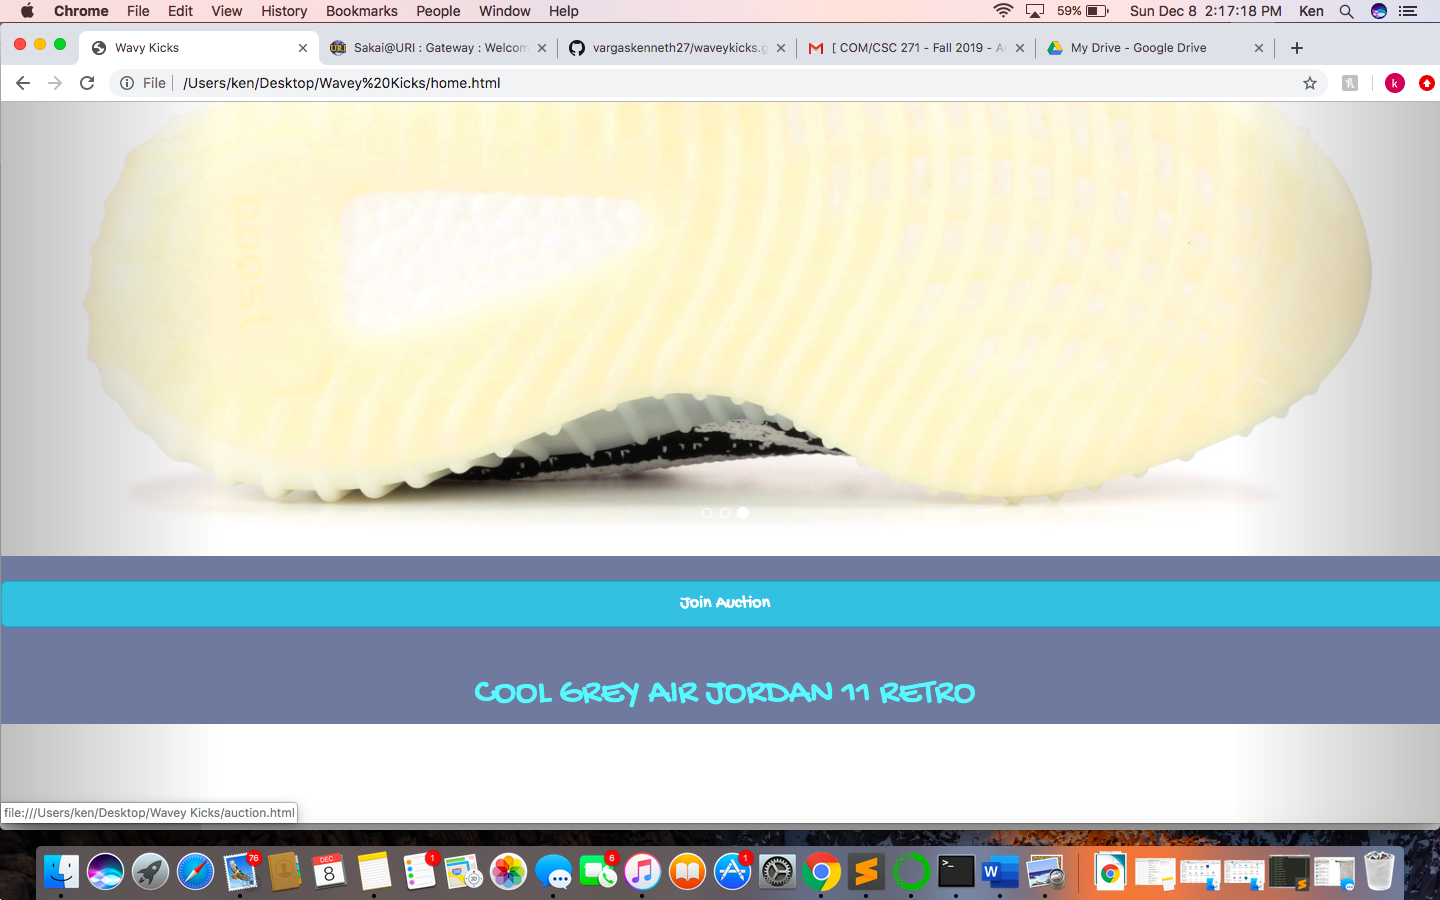 Chrome File Edit View History Bookmarks People Window Help 59% Sun Dec 8 2:17:18 PM Ken
Wavy Kicks Sakai@URI : Gateway : Welcom vargaskenneth27/waveykicks.g [ COM/CSC 271 - Fall 2019 - A My Drive - Google Drive
File /Users/ken/Desktop/Wavey%20Kicks/home.html k
boost
Join Auction
COOL GREY AIR JORDAN 11 RETRO
file:///Users/ken/Desktop/Wavey Kicks/auction.html
76 DEC 8 1 6 1 >_ W